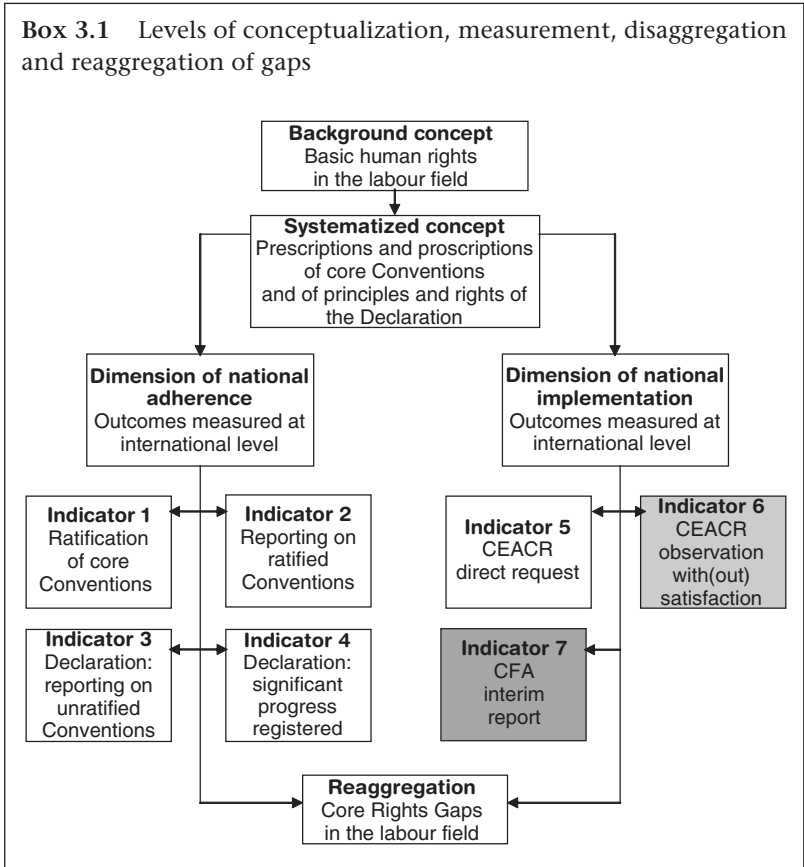 Box 3.1 Levels of conceptualization, measurement, disaggregation
and reaggregation of gaps
Background concept
Basic human rights
in the labour field
Systematized concept
Prescriptions and proscriptions
of core Conventions
and of principles and rights of
the Declaration
Dimension of national
adherence
Outcomes measured at
international level
Dimension of national
implementation
Outcomes measured at
international level
Indicator 1
Ratification
of core
Conventions
Indicator 2
Reporting on
ratified
Conventions
Indicator 5
CEACR
direct request
Indicator 6
CEACR
observation
with(out)
satisfaction
Indicator 3
Declaration:
reporting on
unratified
Conventions
Indicator 4
Declaration:
significant
progress
registered
Indicator 7
CFA
interim
report
Reaggregation
Core Rights Gaps
in the labour field